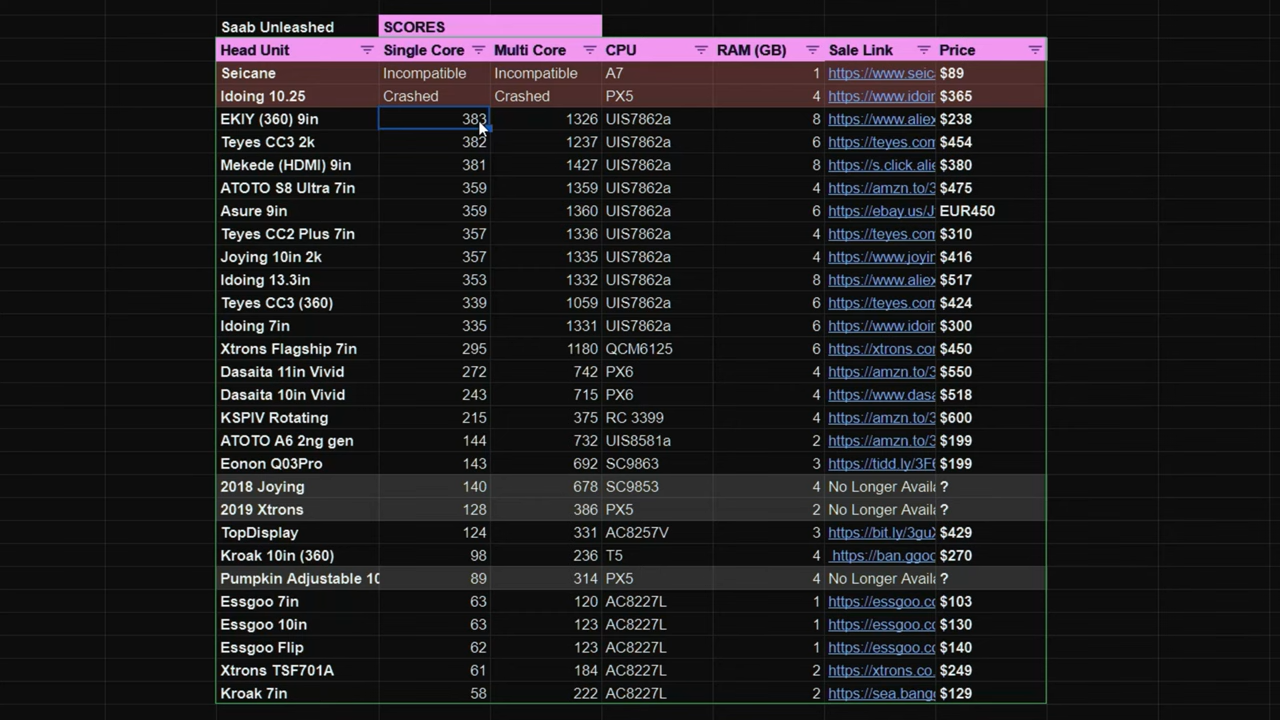 Saab Unleashed SCORES
Head Unit Single Core Multi Core CPU RAM (GB) Sale Link Price
Seicane Incompatible Incompatible A7 1 https://www.seic $89
Idoing 10.25 Crashed Crashed PX5 4 https://www.idoin $365
EKIY (360) 9in 383 1326 UIS7862a 8 https://www.aliex $238
Teyes CC3 2k 382 1237 UIS7862a 6 https://teyes.com $454
Mekede (HDMI) 9in 381 1427 UIS7862a 8 https://s.click.alie $380
ATOTO S8 Ultra 7in 359 1359 UIS7862a 4 https://amzn.to/3 $475
Asure 9in 359 1360 UIS7862a 6 https://ebay.us/J EUR450
Teyes CC2 Plus 7in 357 1336 UIS7862a 4 https://teyes.com $310
Joying 10in 2k 357 1335 UIS7862a 4 https://www.joyin $416
Idoing 13.3in 353 1332 UIS7862a 8 https://www.aliex $517
Teyes CC3 (360) 339 1059 UIS7862a 6 https://teyes.com $424
Idoing 7in 335 1331 UIS7862a 6 https://www.idoin $300
Xtrons Flagship 7in 295 1180 QCM6125 6 https://xtrons.con $450
Dasaita 11in Vivid 272 742 PX6 4 https://amzn.to/3 $550
Dasaita 10in Vivid 243 715 PX6 4 https://www.dasa $518
KSPIV Rotating 215 375 RC 3399 4 https://amzn.to/3 $600
ATOTO A6 2ng gen 144 732 UIS8581a 2 https://amzn.to/3 $199
Eonon Q03Pro 143 692 SC9863 3 https://tidd.ly/3F6 $199
2018 Joying 140 678 SC9853 4 No Longer Availa ?
2019 Xtrons 128 386 PX5 2 No Longer Availa ?
TopDisplay 124 331 AC8257V 3 https://bit.ly/3guX $429
Kroak 10in (360) 98 236 T5 4 https://ban.ggoo $270
Pumpkin Adjustable 10 89 314 PX5 4 No Longer Availa ?
Essgoo 7in 63 120 AC8227L 1 https://essgoo.co $103
Essgoo 10in 63 123 AC8227L 1 https://essgoo.co $130
Essgoo Flip 62 123 AC8227L 1 https://essgoo.co $140
Xtrons TSF701A 61 184 AC8227L 2 https://xtrons.co $249
Kroak 7in 58 222 AC8227L 2 https://sea.bang $129